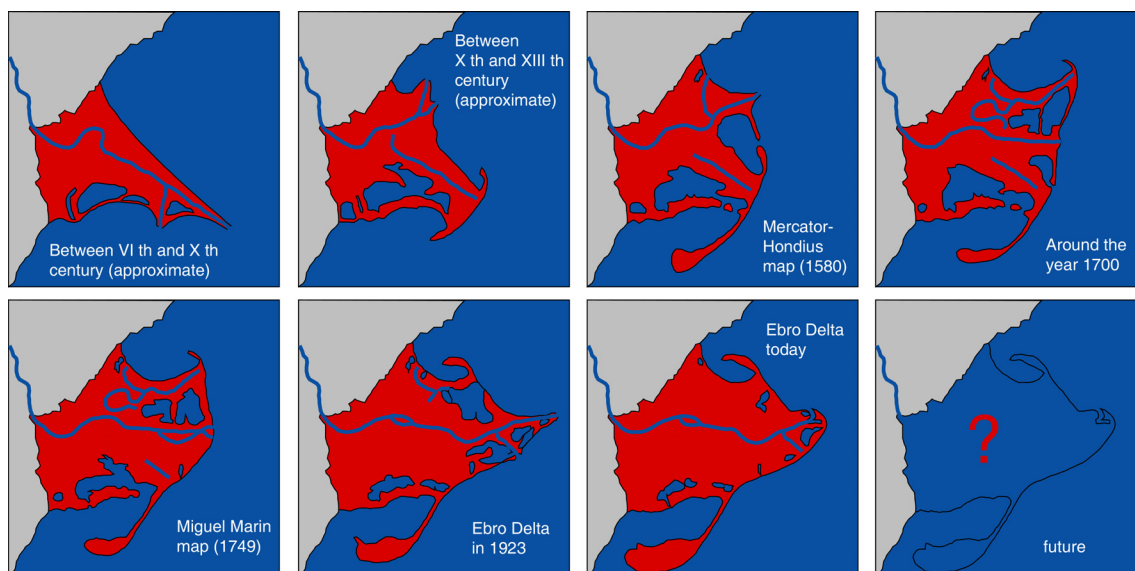 Between VI th and X th
century (approximate)
Between
X th and XIII th
century
(approximate)
Mercator-
Hondius
map (1580)
Around the
year 1700
Miguel Marin
map (1749)
Ebro Delta
in 1923
Ebro Delta
today
?
future